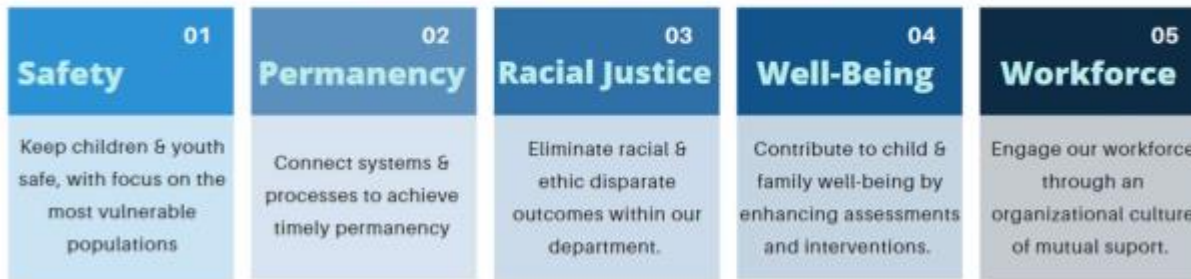 01
Safety
Keep children & youth
safe, with focus on the
most vulnerable
populations
02
Permanency
Connect systems &
processes to achieve
timely permanency
03
Racial Justice
Eliminate racial &
ethic disparate
outcomes within our
department.
04
Well-Being
Contribute to child &
family well-being by
enhancing assessments
and interventions.
05
Workforce
Engage our workforce
through an
organizational culture
of mutual suport.